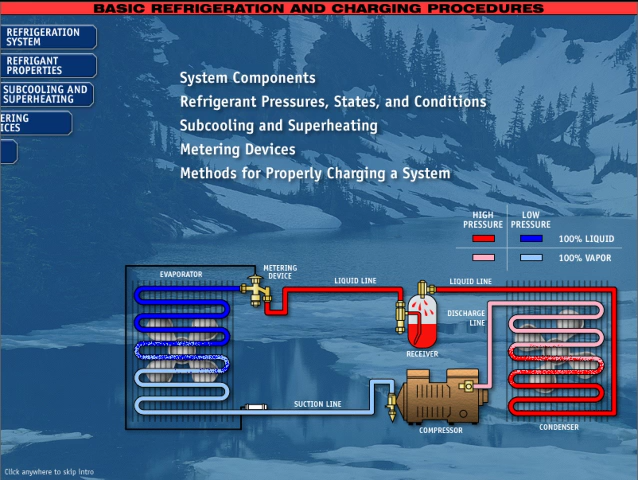 BASIC REFRIGERATION AND CHARGING PROCEDURES
REFRIGERATION
SYSTEM
REFRIGANT
PROPERTIES
SUBCOOLING AND
SUPERHEATING
ERING
ICES
System Components
Refrigerant Pressures, States, and Conditions
Subcooling and Superheating
Metering Devices
Methods for Properly Charging a System
HIGH
PRESSURE
LOW
PRESSURE
100% LIQUID
100% VAPOR
EVAPORATOR
METERING
DEVICE
LIQUID LINE
LIQUID LINE
DISCHARGE
LINE
RECEIVER
SUCTION LINE
COMPRESSOR
CONDENSER
Click anywhere to skip intro